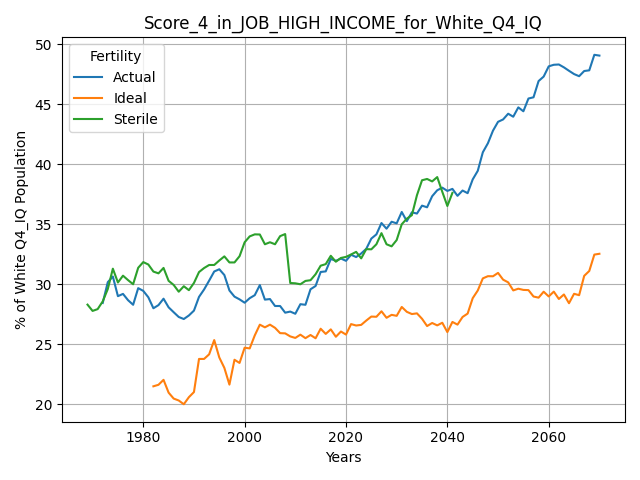 Score_4_in_JOB_HIGH_INCOME_for_White_Q4_IQ
% of White Q4_IQ Population
50
45
40
35
30
25
20
Fertility
Actual
Ideal
Sterile
1980 2000 2020 2040 2060
Years